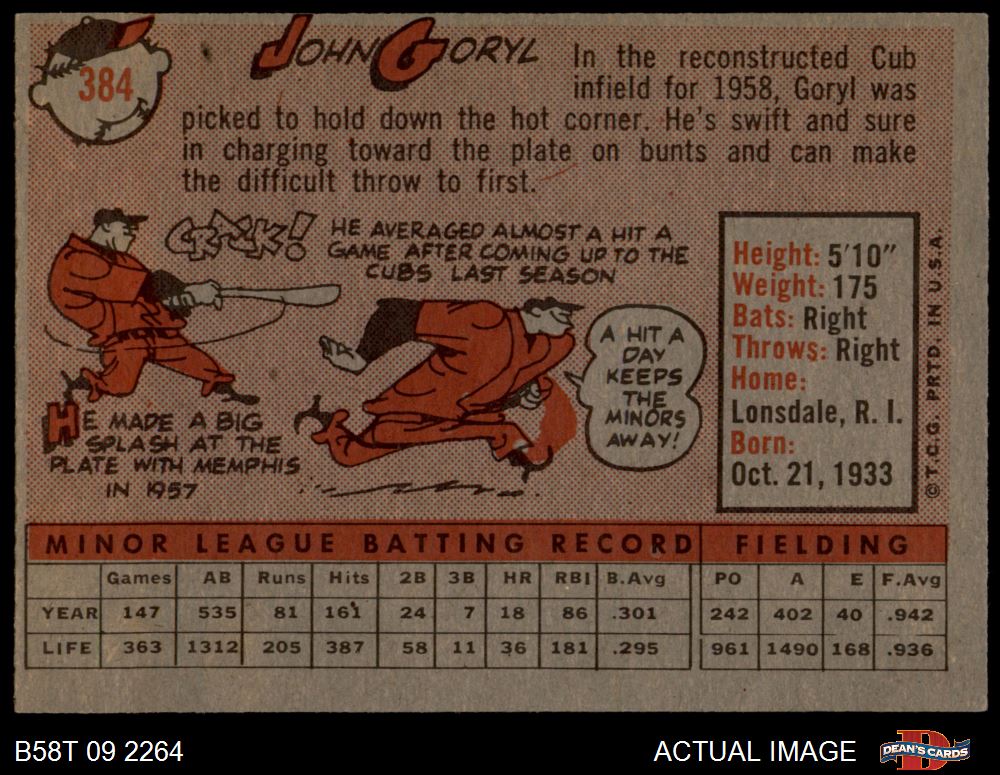 384
JOHN GORYL
In the reconstructed Cub
infield for 1958, Goryl was
picked to hold down the hot corner. He's swift and sure
in charging toward the plate on bunts and can make
the difficult throw to first.
CRACK!
HE AVERAGED ALMOST A HIT A
GAME AFTER COMING UP TO THE
CUBS LAST SEASON
A HIT A
DAY
KEEPS
THE
MINORS
AWAY!
HE MADE A BIG
SPLASH AT THE
PLATE WITH MEMPHIS
IN 1957
Height: 5'10"
Weight: 175
Bats: Right
Throws: Right
Home:
Lonsdale, R. I.
Born:
Oct. 21, 1933
© T.C.G. PRTD. IN U.S.A.
MINOR LEAGUE BATTING RECORD FIELDING
Games AB Runs Hits 2B 3B HR RBI B.Avg PO A E F.Avg
YEAR 147 535 81 161 24 7 18 86 .301 242 402 40 .942
LIFE 363 1312 205 387 58 11 36 181 .295 961 1490 168 .936
B58T 09 2264
ACTUAL IMAGE
D
DEAN'S CARDS